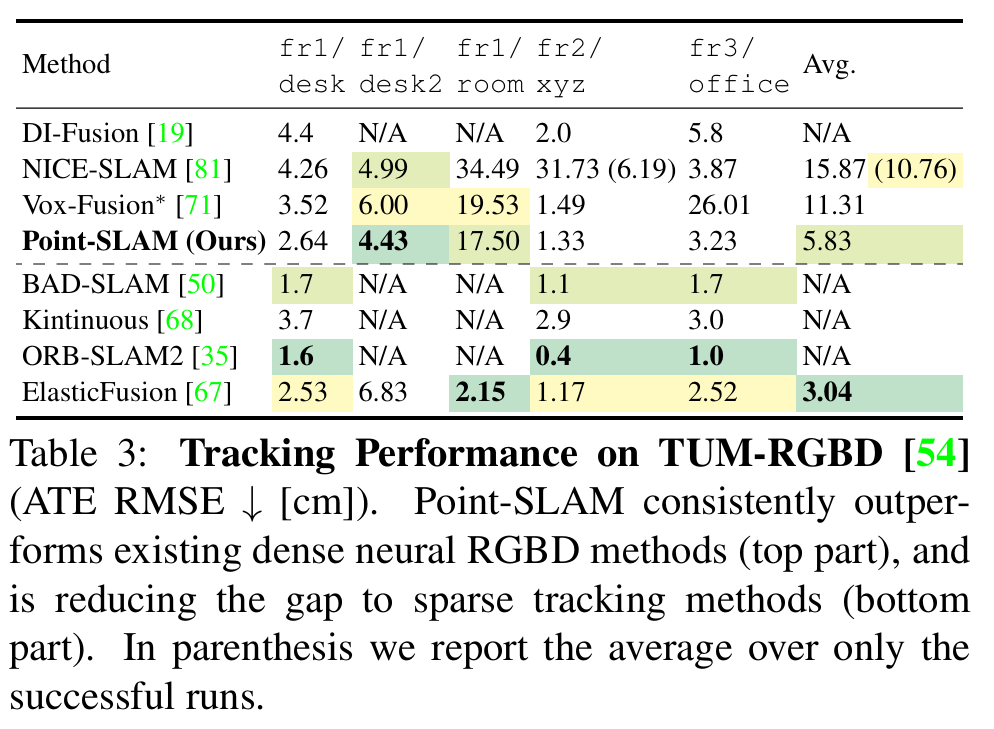 Method fr1/ desk fr1/ desk2 fr1/ room fr2/ xyz fr3/ office Avg.
DI-Fusion [19] 4.4 N/A N/A 2.0 5.8 N/A
NICE-SLAM [81] 4.26 4.99 34.49 31.73 (6.19) 3.87 15.87 (10.76)
Vox-Fusion* [71] 3.52 6.00 19.53 1.49 26.01 11.31
Point-SLAM (Ours) 2.64 4.43 17.50 1.33 3.23 5.83
BAD-SLAM [50] 1.7 N/A N/A 1.1 1.7 N/A
Kintinuous [68] 3.7 N/A N/A 2.9 3.0 N/A
ORB-SLAM2 [35] 1.6 N/A N/A 0.4 1.0 N/A
ElasticFusion [67] 2.53 6.83 2.15 1.17 2.52 3.04
Table 3: Tracking Performance on TUM-RGBD [54]
(ATE RMSE ↓ [cm]). Point-SLAM consistently outper-
forms existing dense neural RGBD methods (top part), and
is reducing the gap to sparse tracking methods (bottom
part). In parenthesis we report the average over only the
successful runs.